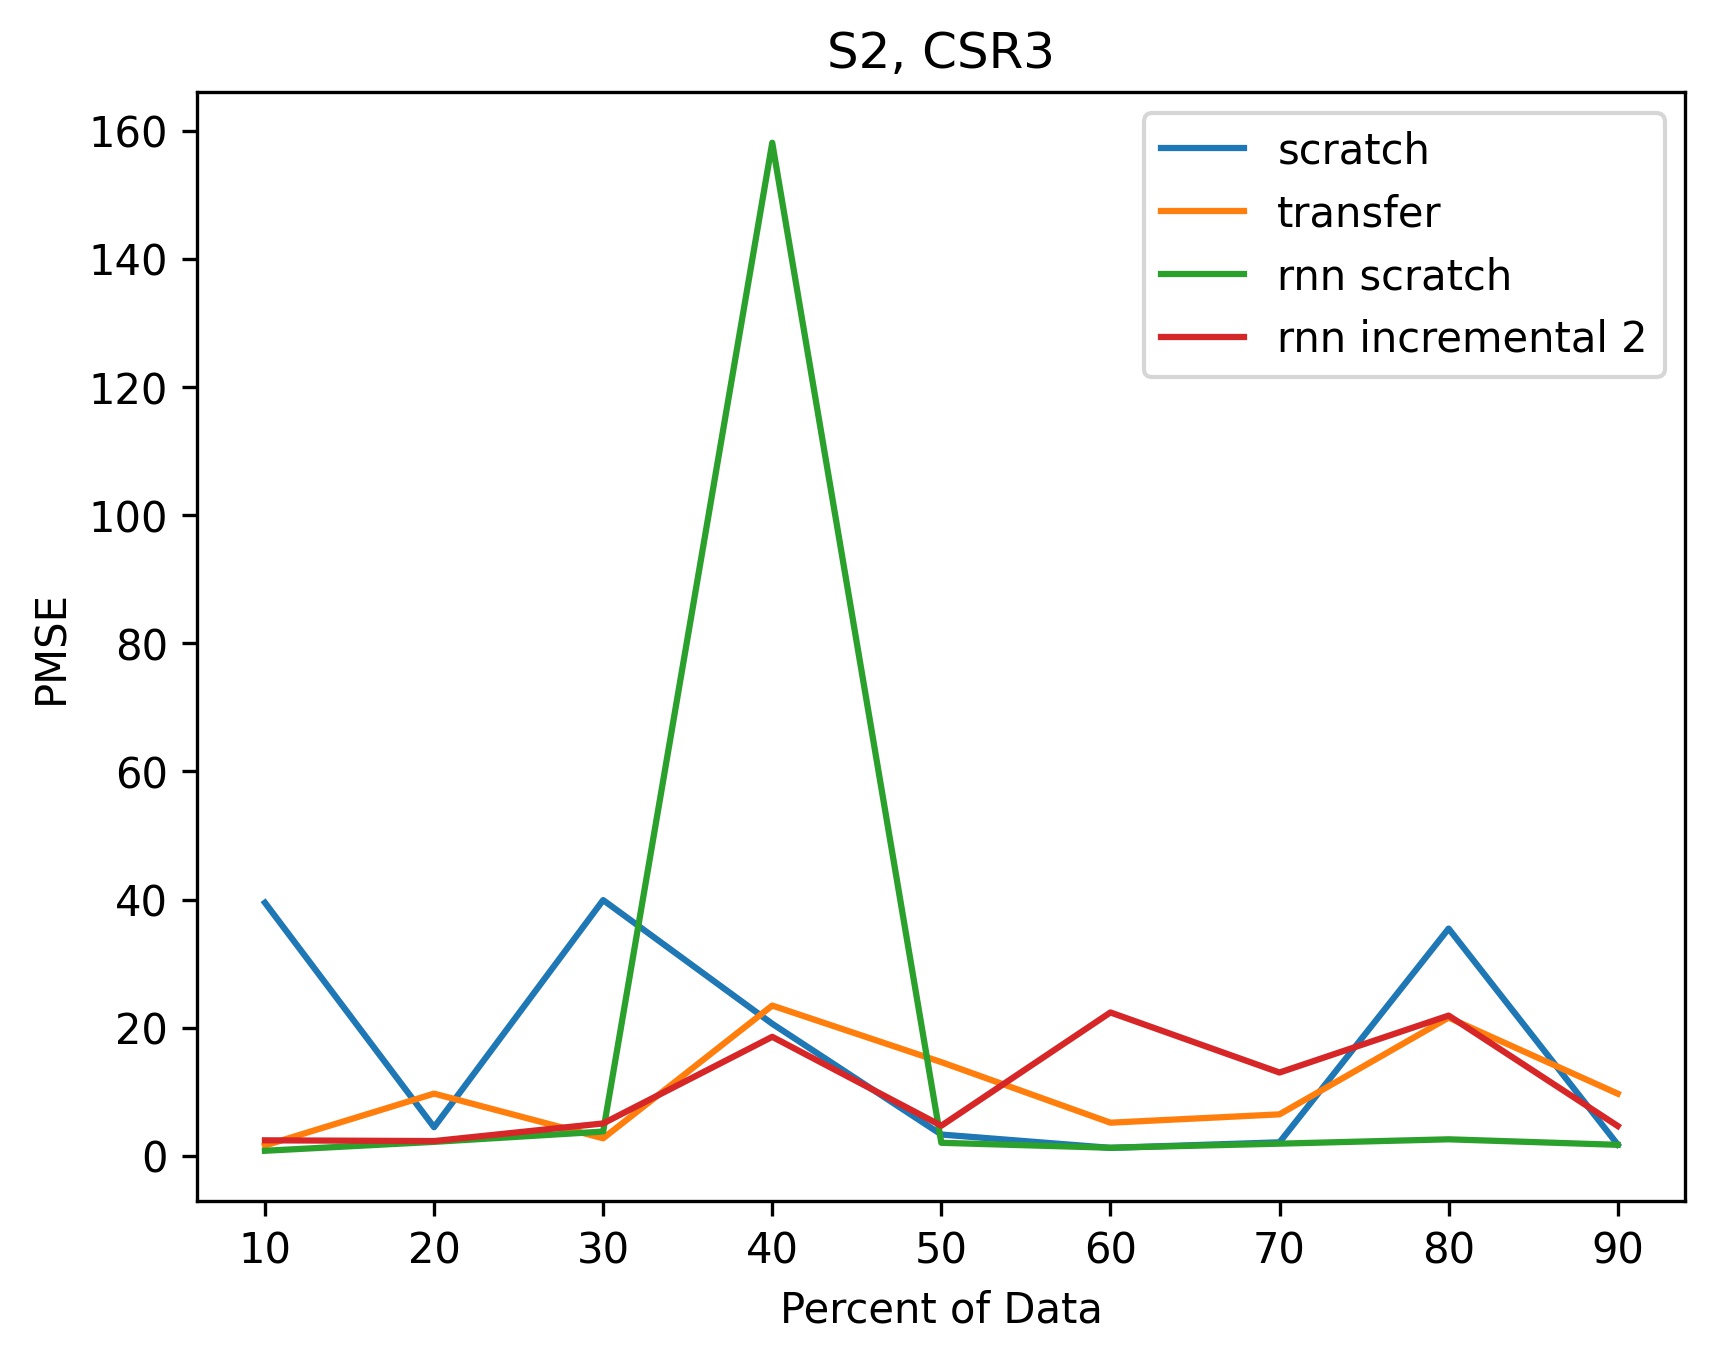 S2, CSR3
160
140
120
100
80
60
40
20
0
PMSE
scratch
transfer
rnn scratch
rnn incremental 2
10 20 30 40 50 60 70 80 90
Percent of Data